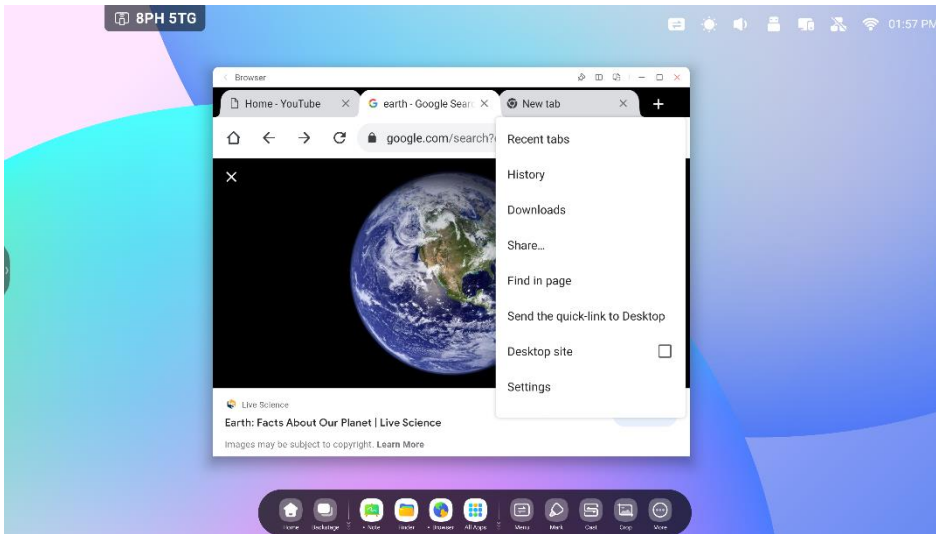 8PH 5TG
01:57 PM
Browser
Home - YouTube
earth - Google Sear
New tab
google.com/search?
Recent tabs
History
Downloads
Share...
Find in page
Send the quick-link to Desktop
Desktop site
Settings
Live Science
Earth: Facts About Our Planet | Live Science
Images may be subject to copyright. Learn More
Home
Backstage
• Note
Finder
• Browser
All Apps
Menu
Mark
Cast
Crop
More